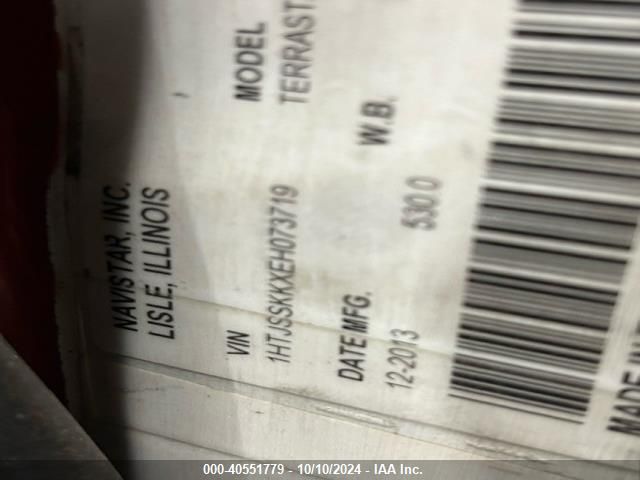 NAVISTAR, INC.
LISLE, ILLINOIS
VIN MODEL
1HTJSSKKXEH073719 TERRAST
DATE MFG. W.B.
12-2013 530.0
MADE IN
000-40551779 - 10/10/2024 - IAA Inc.